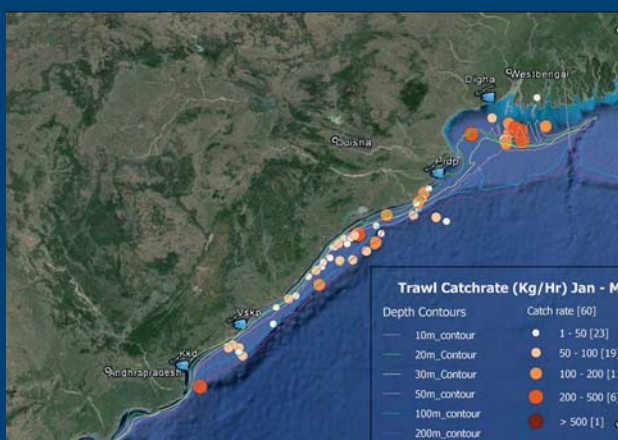 Westbengal
Digha
Odisha
Prdp
Vskp
Kkd
Andhrapradesh
Trawl Catchrate (Kg/Hr) Jan - M
Depth Contours
Catch rate [60]
10m_contour
1 - 50 [23]
20m_Contour
50 - 100 [19]
30m_Contour
100 - 200 [1
50m_contour
200 - 500 [6]
100m_contour
> 500 [1]
200m_contour